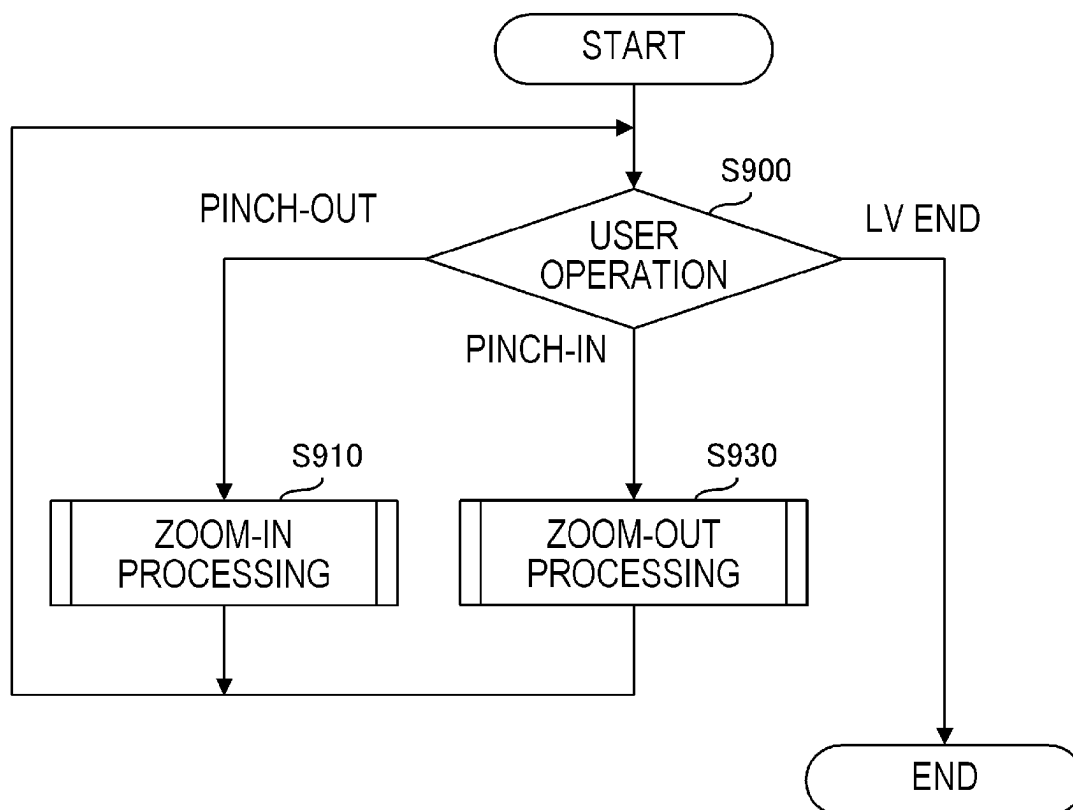 START
S900
PINCH-OUT
LV END
USER
OPERATION
PINCH-IN
S910
S930
ZOOM-IN
PROCESSING
ZOOM-OUT
PROCESSING
END